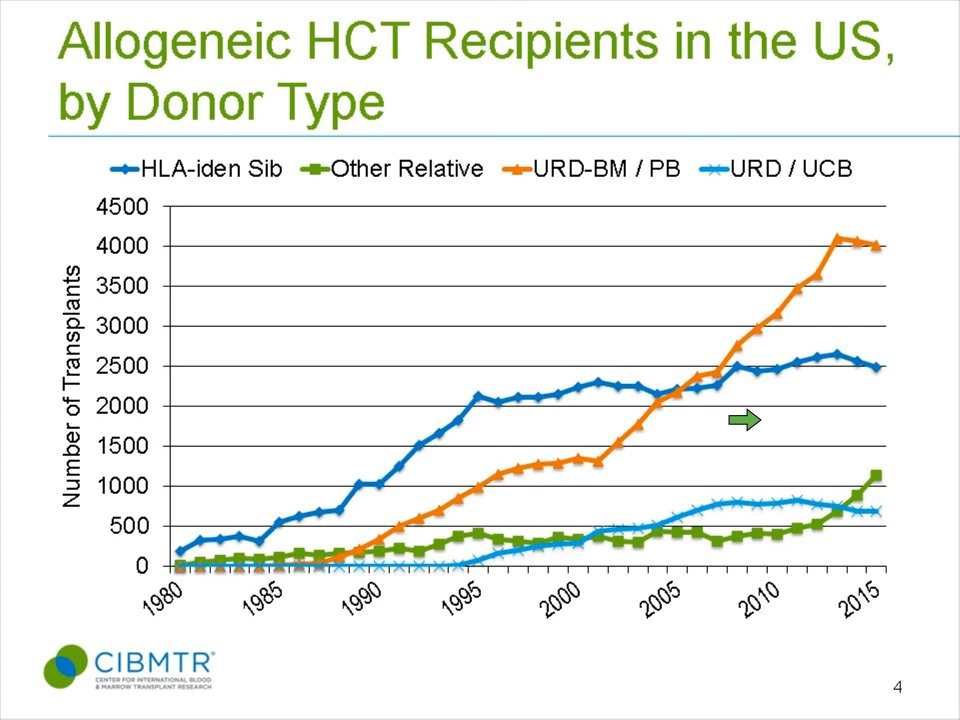 Allogeneic HCT Recipients in the US,
by Donor Type
HLA-iden Sib Other Relative URD-BM / PB URD / UCB
Number of Transplants
4500
4000
3500
3000
2500
2000
1500
1000
500
0
1980 1985 1990 1995 2000 2005 2010 2015
CIBMTR®
CENTER FOR INTERNATIONAL BLOOD
& MARROW TRANSPLANT RESEARCH
4